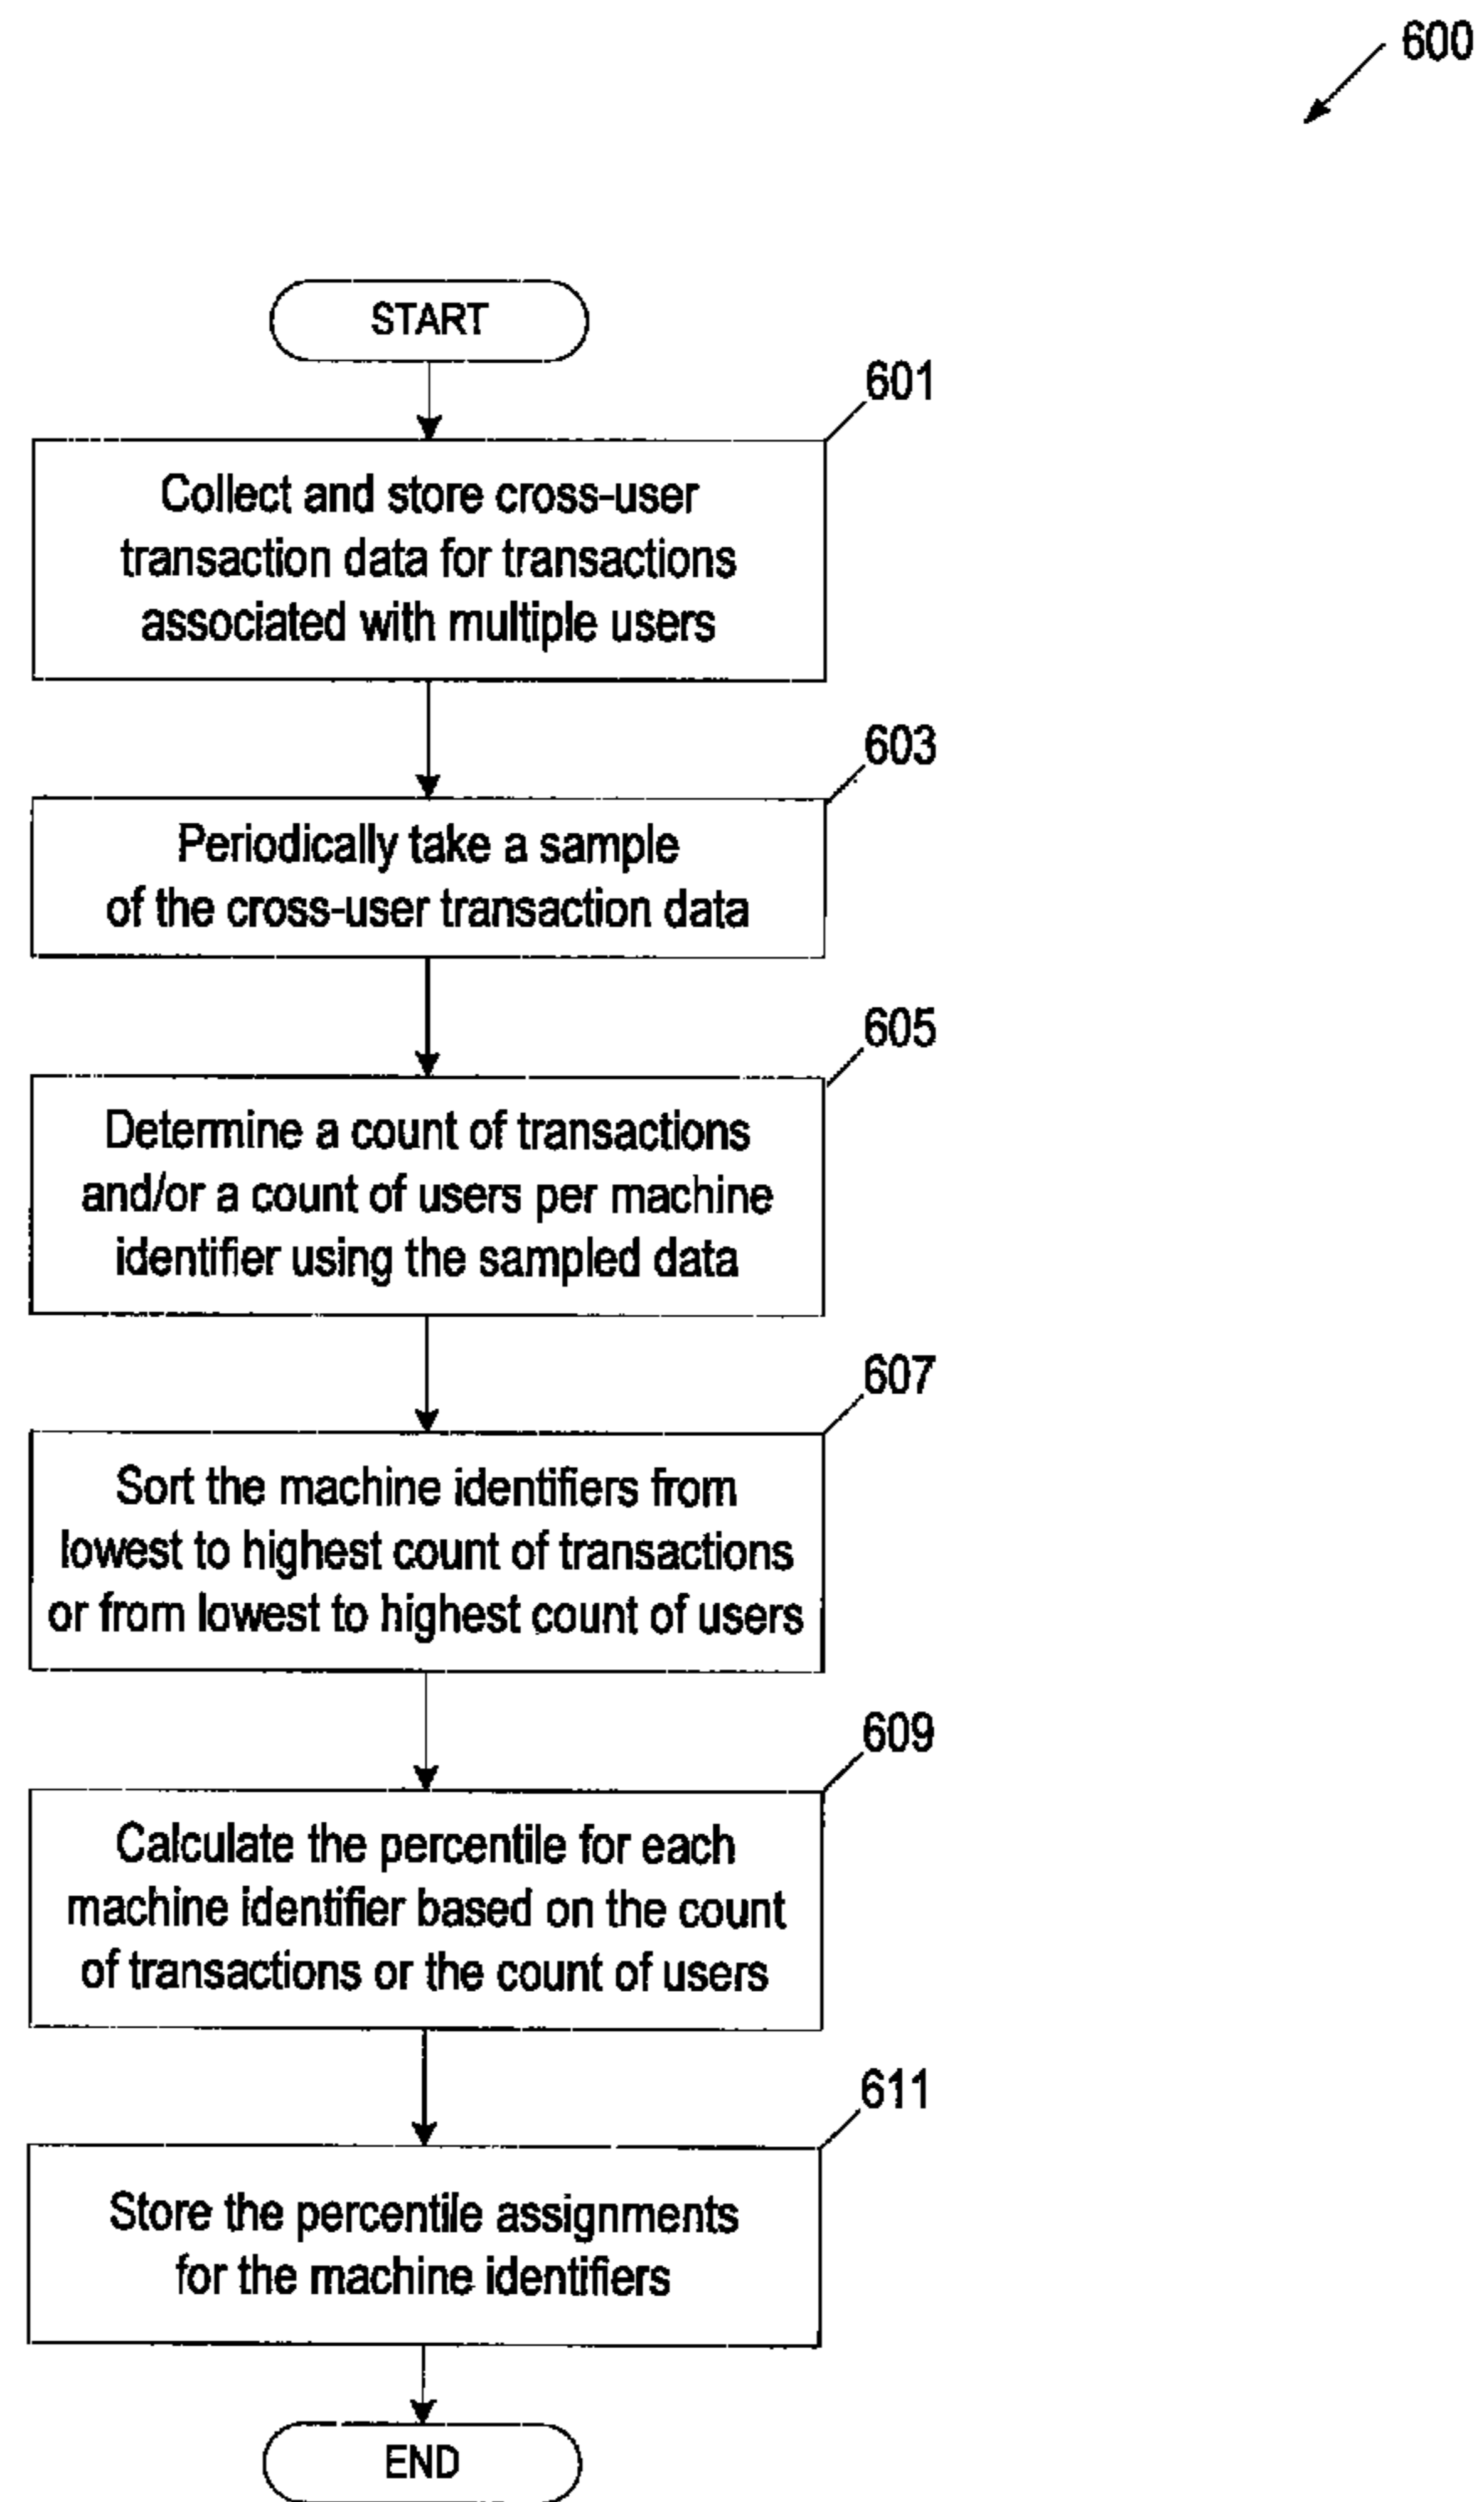 600
START
601
Collect and store cross-user
transaction data for transactions
associated with multiple users
603
Periodically take a sample
of the cross-user transaction data
605
Determine a count of transactions
and/or a count of users per machine
identifier using the sampled data
607
Sort the machine identifiers from
lowest to highest count of transactions
or from lowest to highest count of users
609
Calculate the percentile for each
machine identifier based on the count
of transactions or the count of users
611
Store the percentile assignments
for the machine identifiers
END